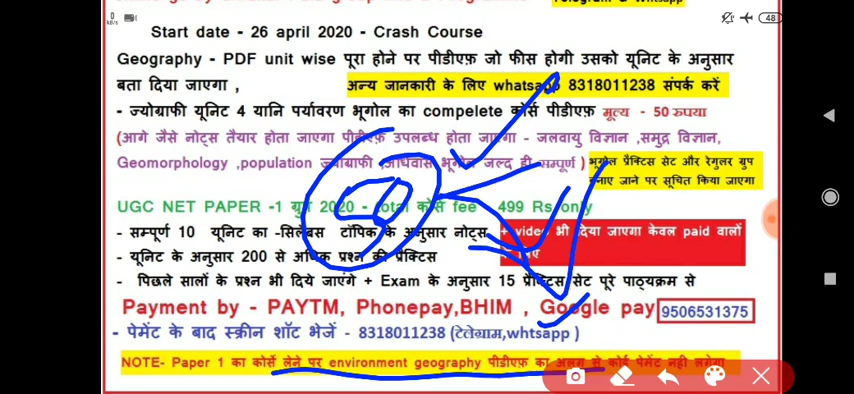 Start date - 26 april 2020 - Crash Course
Geography - PDF unit wise पूरा होने पर पीडीएफ़ जो फीस होगी उसको यूनिट के अनुसार
बता दिया जाएगा , अन्य जानकारी के लिए whatsapp 8318011238 संपर्क करें
- ज्योग्राफी यूनिट 4 यानि पर्यावरण भूगोल का compelete कोर्स पीडीएफ़ मूल्य - 50 रुपया
(आगे जैसे नोट्स तैयार होता जाएगा पीडीएफ़ उपलब्ध होता जाएगा - जलवायु विज्ञान ,समुद्र विज्ञान,
Geomorphology ,population ज्योग्राफी ,अधिवास भूगोल जल्द ही सम्पूर्ण ) भूगोल प्रैक्टिस सेट और रेगुलर ग्रुप
बनाए जाने पर सूचित किया जाएगा
UGC NET PAPER -1 ग्रुप 2020 - total कोर्स fee - 499 Rs only
- सम्पूर्ण 10 यूनिट का -सिलेबस टॉपिक के अनुसार नोट्स + video भी दिया जाएगा केवल paid वालों
- यूनिट के अनुसार 200 से अधिक प्रश्न की प्रैक्टिस
- पिछले सालों के प्रश्न भी दिये जाएंगे + Exam के अनुसार 15 प्रैक्टिस सेट पूरे पाठ्यक्रम से
Payment by - PAYTM, Phonepay,BHIM , Google pay 9506531375
- पेमेंट के बाद स्क्रीन शॉट भेजें - 8318011238 (टेलेग्राम,whtsapp )
NOTE- Paper 1 का कोर्से लेने पर environment geography पीडीएफ़ का अलग से कोई पेमेंट नही लगेगा